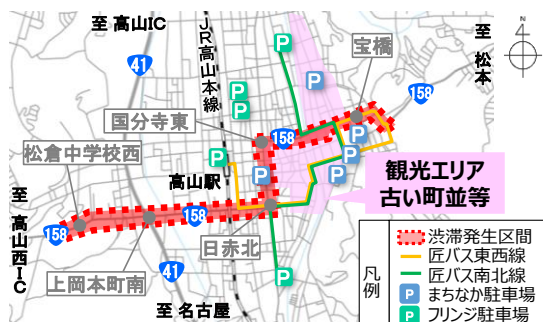 至 高山IC
JR高山本線
P
宝橋
至 松本
4
41
P
P
P
P
158
国分寺東
158
P
P
松倉中学校西
P
高山駅
P
P
観光エリア
古い町並等
至 高山西IC
158
158
上岡本町南
日赤北
41
至 名古屋
P
凡例
渋滞発生区間
匠バス東西線
匠バス南北線
P まちなか駐車場
P フリンジ駐車場